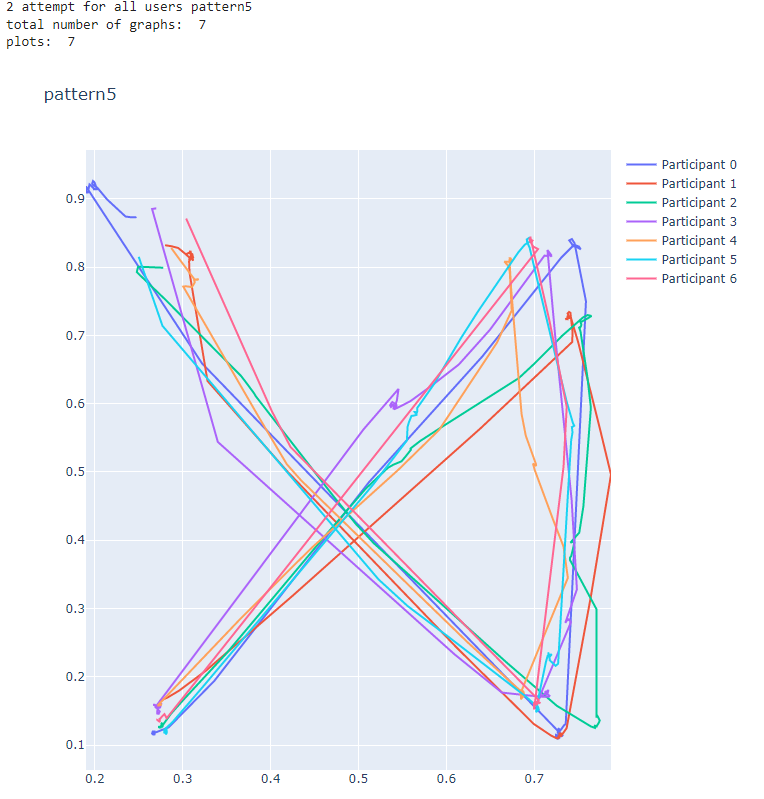 2 attempt for all users pattern5
total number of graphs:  7
plots:  7
pattern5
Participant 0
Participant 1
Participant 2
Participant 3
Participant 4
Participant 5
Participant 6
0.9
0.8
0.7
0.6
0.5
0.4
0.3
0.2
0.1
0.2 0.3 0.4 0.5 0.6 0.7